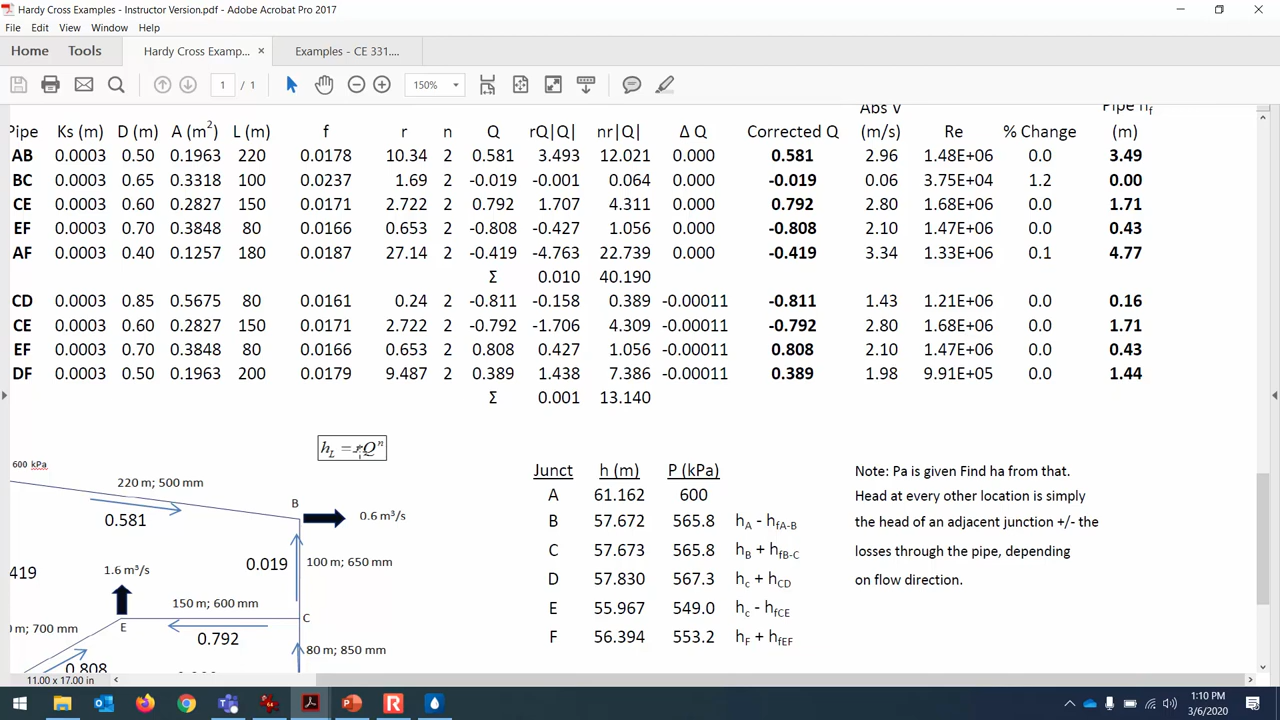 Hardy Cross Examples - Instructor Version.pdf - Adobe Acrobat Pro 2017
File Edit View Window Help
Home Tools Hardy Cross Examp... × Examples - CE 331....
1 / 1 150%
Abs V Pipe hf
Pipe Ks (m) D (m) A (m²) L (m) f r n Q rQ|Q| nr|Q| Δ Q Corrected Q (m/s) Re % Change (m)
AB 0.0003 0.50 0.1963 220 0.0178 10.34 2 0.581 3.493 12.021 0.000 0.581 2.96 1.48E+06 0.0 3.49
BC 0.0003 0.65 0.3318 100 0.0237 1.69 2 -0.019 -0.001 0.064 0.000 -0.019 0.06 3.75E+04 1.2 0.00
CE 0.0003 0.60 0.2827 150 0.0171 2.722 2 0.792 1.707 4.311 0.000 0.792 2.80 1.68E+06 0.0 1.71
EF 0.0003 0.70 0.3848 80 0.0166 0.653 2 -0.808 -0.427 1.056 0.000 -0.808 2.10 1.47E+06 0.0 0.43
AF 0.0003 0.40 0.1257 180 0.0187 27.14 2 -0.419 -4.763 22.739 0.000 -0.419 3.34 1.33E+06 0.1 4.77
Σ 0.010 40.190
CD 0.0003 0.85 0.5675 80 0.0161 0.24 2 -0.811 -0.158 0.389 -0.00011 -0.811 1.43 1.21E+06 0.0 0.16
CE 0.0003 0.60 0.2827 150 0.0171 2.722 2 -0.792 -1.706 4.309 -0.00011 -0.792 2.80 1.68E+06 0.0 1.71
EF 0.0003 0.70 0.3848 80 0.0166 0.653 2 0.808 0.427 1.056 -0.00011 0.808 2.10 1.47E+06 0.0 0.43
DF 0.0003 0.50 0.1963 200 0.0179 9.487 2 0.389 1.438 7.386 -0.00011 0.389 1.98 9.91E+05 0.0 1.44
Σ 0.001 13.140
hL = rQⁿ
600 kPa
220 m; 500 mm
0.581
B
0.6 m³/s
0.019
100 m; 650 mm
419
1.6 m³/s
150 m; 600 mm
E
C
0.792
m; 700 mm
80 m; 850 mm
0.808
Junct h (m) P (kPa)
A 61.162 600
B 57.672 565.8 hA - hfA-B
C 57.673 565.8 hB + hfB-C
D 57.830 567.3 hc + hCD
E 55.967 549.0 hc - hfCE
F 56.394 553.2 hF + hfEF
Note: Pa is given Find ha from that.
Head at every other location is simply
the head of an adjacent junction +/- the
losses through the pipe, depending
on flow direction.
11.00 x 17.00 in
1:10 PM
3/6/2020